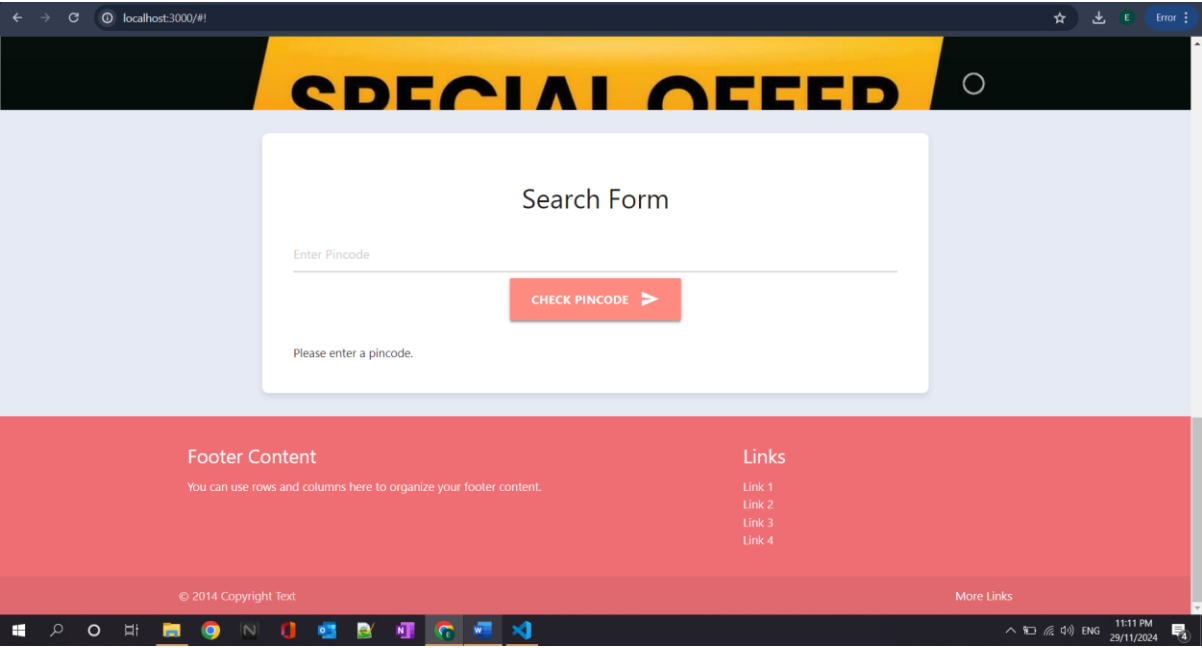 localhost:3000/#!
E
Error
SPECIAL OFFER
Search Form
Enter Pincode
CHECK PINCODE
Please enter a pincode.
Footer Content
You can use rows and columns here to organize your footer content.
Links
Link 1
Link 2
Link 3
Link 4
© 2014 Copyright Text
More Links
ENG
11:11 PM
29/11/2024
4